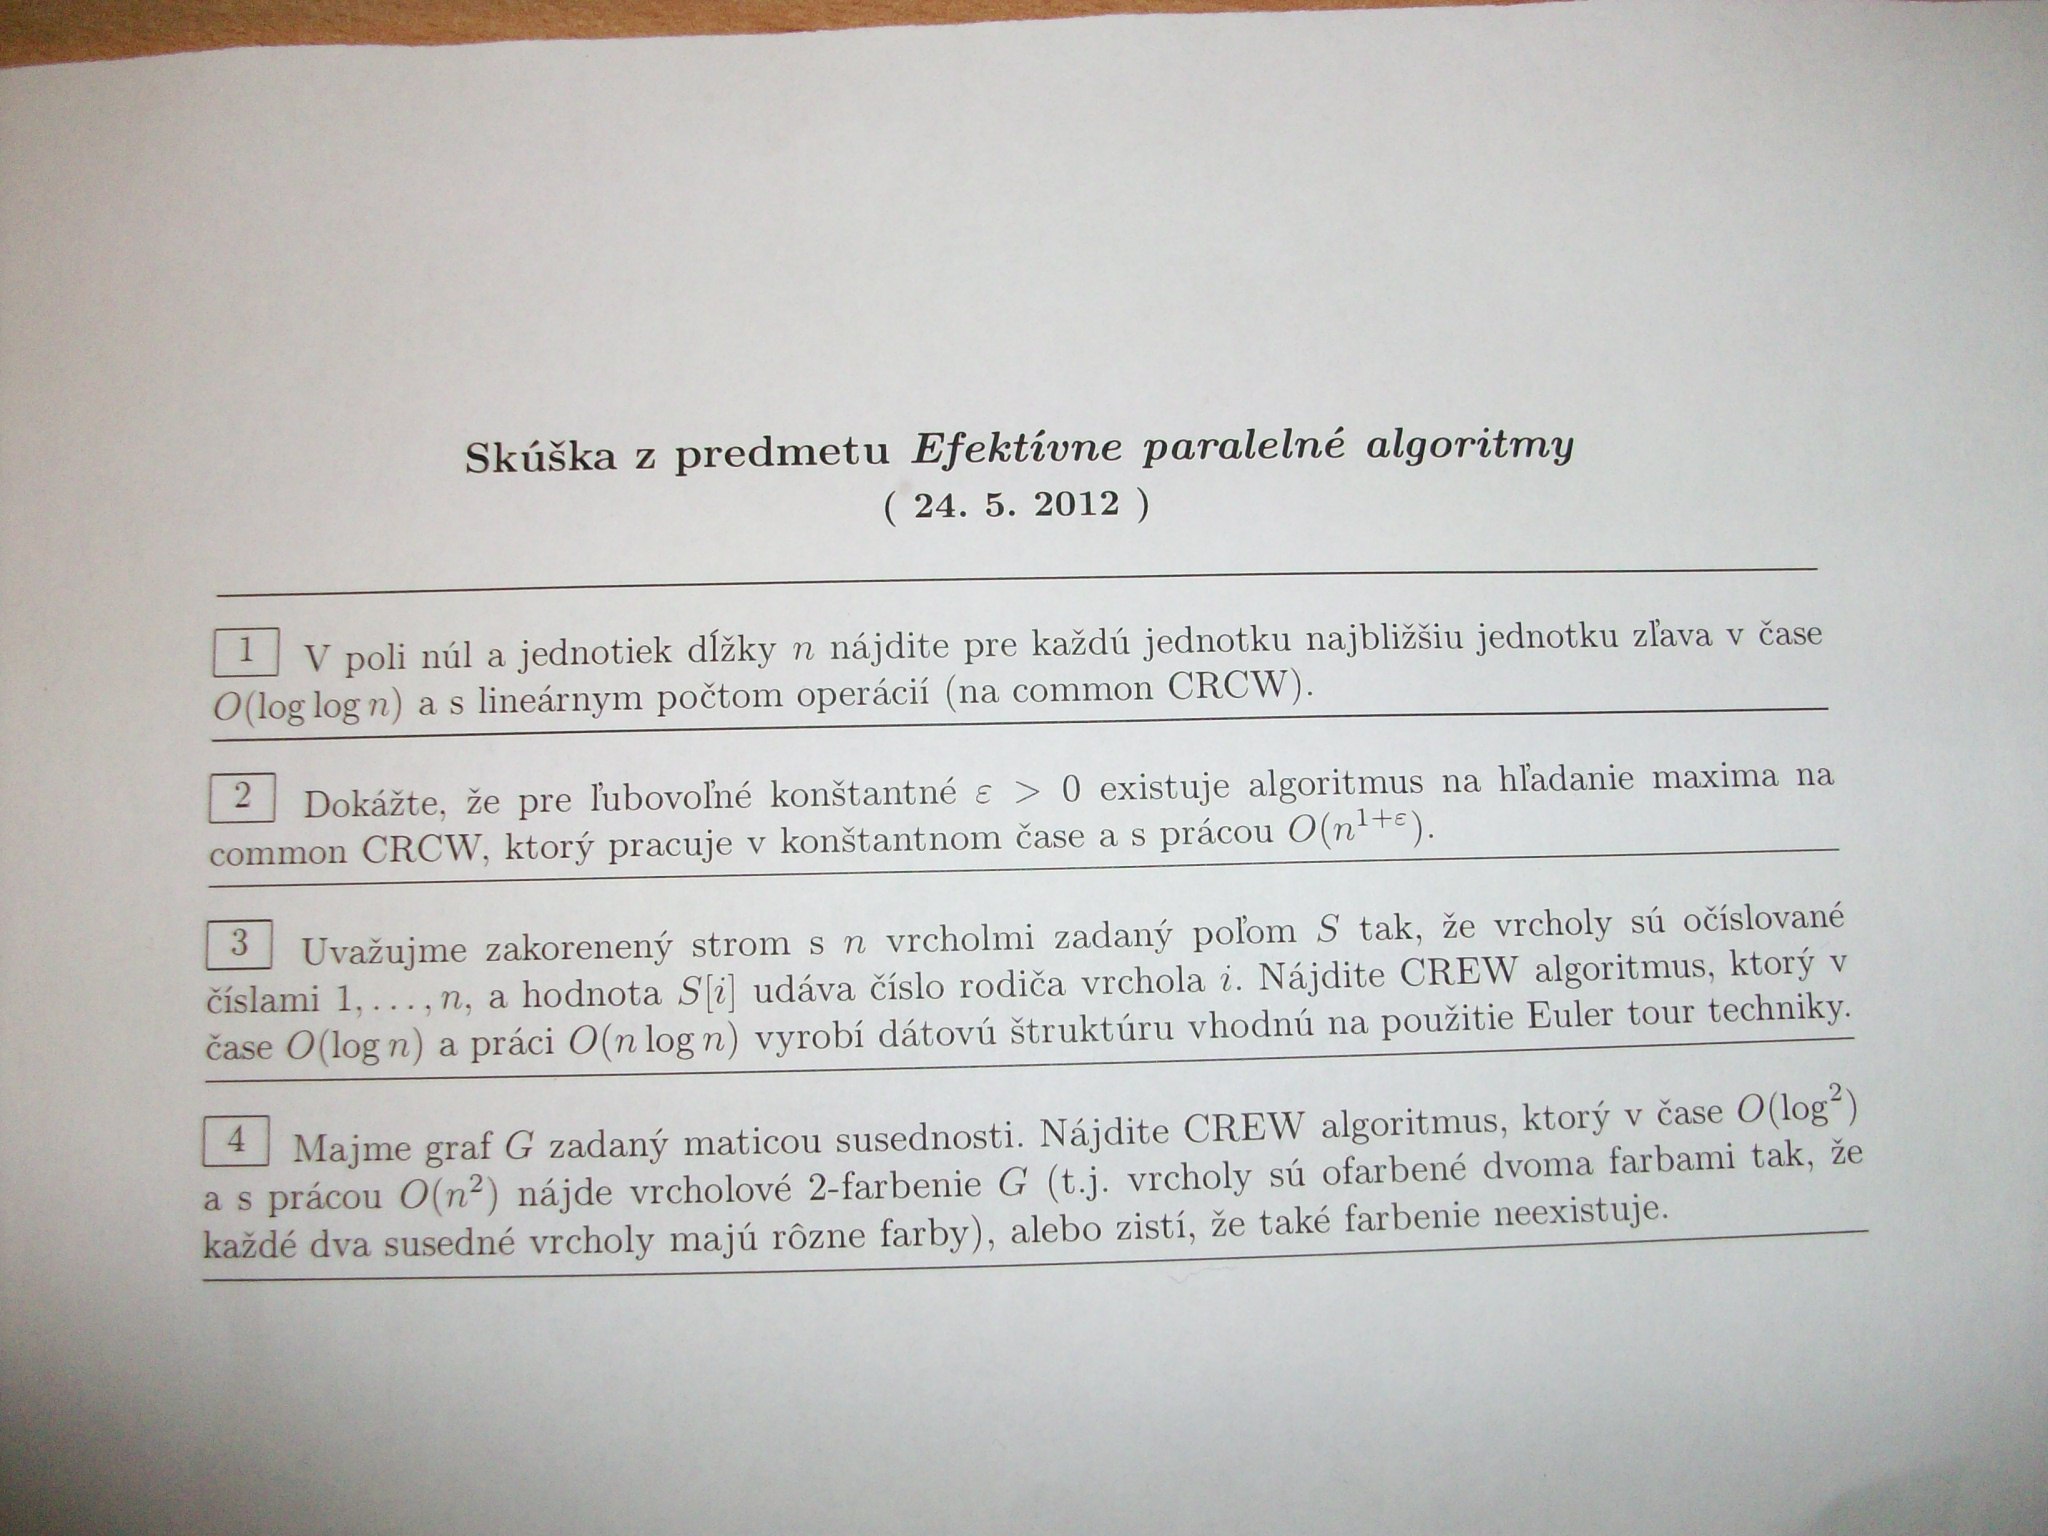 Skúška z predmetu Efektívne paralelné algoritmy
( 24. 5. 2012 )
1 V poli núl a jednotiek dĺžky n nájdite pre každú jednotku najbližšiu jednotku zľava v čase
O(log log n) a s lineárnym počtom operácií (na common CRCW).
2 Dokážte, že pre ľubovoľné konštantné ε > 0 existuje algoritmus na hľadanie maxima na
common CRCW, ktorý pracuje v konštantnom čase a s prácou O(n^{1+ε}).
3 Uvažujme zakorenený strom s n vrcholmi zadaný poľom S tak, že vrcholy sú očíslované
číslami 1, . . . , n, a hodnota S[i] udáva číslo rodiča vrchola i. Nájdite CREW algoritmus, ktorý v
čase O(log n) a práci O(n log n) vyrobí dátovú štruktúru vhodnú na použitie Euler tour techniky.
4 Majme graf G zadaný maticou susednosti. Nájdite CREW algoritmus, ktorý v čase O(log²)
a s prácou O(n²) nájde vrcholové 2-farbenie G (t.j. vrcholy sú ofarbené dvoma farbami tak, že
každé dva susedné vrcholy majú rôzne farby), alebo zistí, že také farbenie neexistuje.